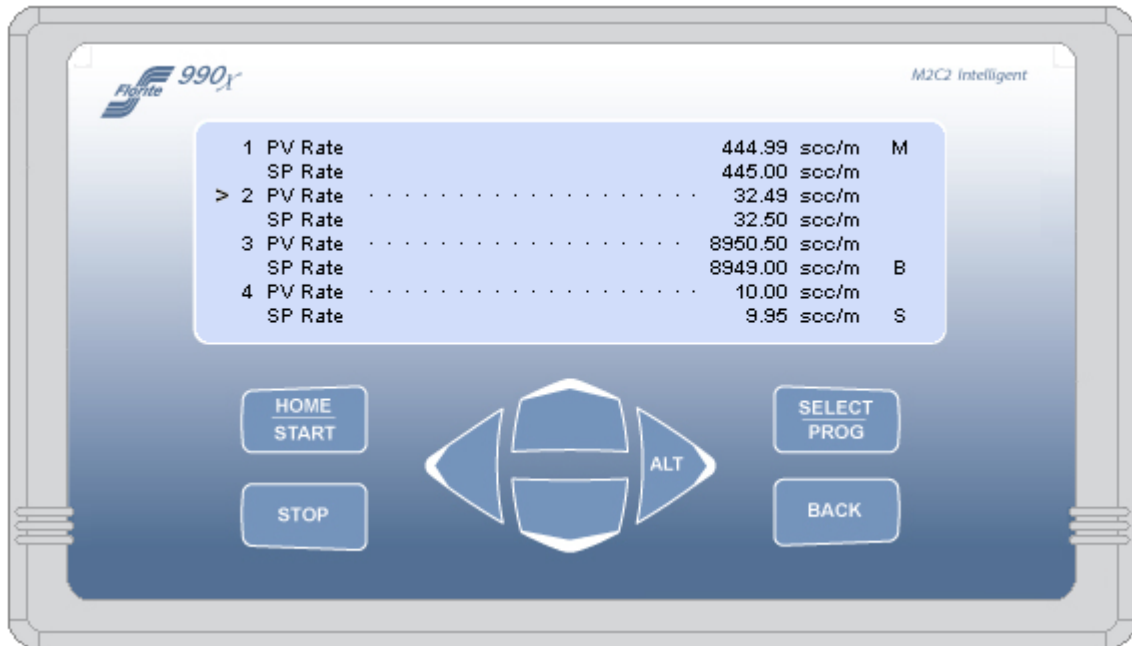 Florite 990x
M2C2 Intelligent
1 PV Rate 444.99 scc/m M
SP Rate 445.00 scc/m
> 2 PV Rate . . . . . . . . . . . . . . . . . . . 32.49 scc/m
SP Rate 32.50 scc/m
3 PV Rate . . . . . . . . . . . . . . . . . . 8950.50 scc/m
SP Rate 8949.00 scc/m B
4 PV Rate . . . . . . . . . . . . . . . . . . . 10.00 scc/m
SP Rate 9.95 scc/m S
HOME
START
SELECT
PROG
ALT
STOP
BACK